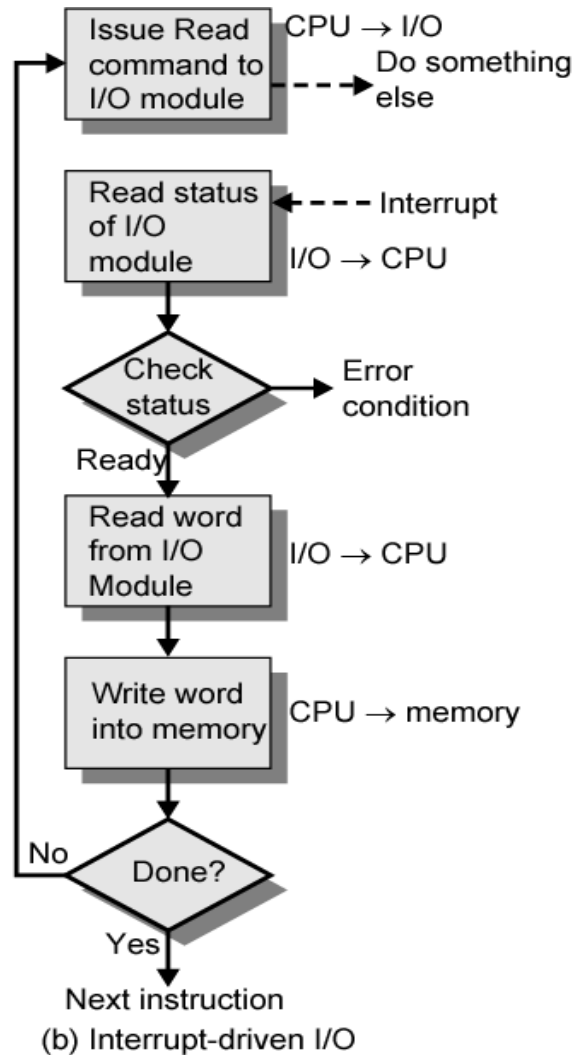 Issue Read
command to
I/O module
CPU → I/O
Do something
else
Read status
of I/O
module
Interrupt
I/O → CPU
Check
status
Error
condition
Ready
Read word
from I/O
Module
I/O → CPU
Write word
into memory
CPU → memory
No
Done?
Yes
Next instruction
(b) Interrupt-driven I/O